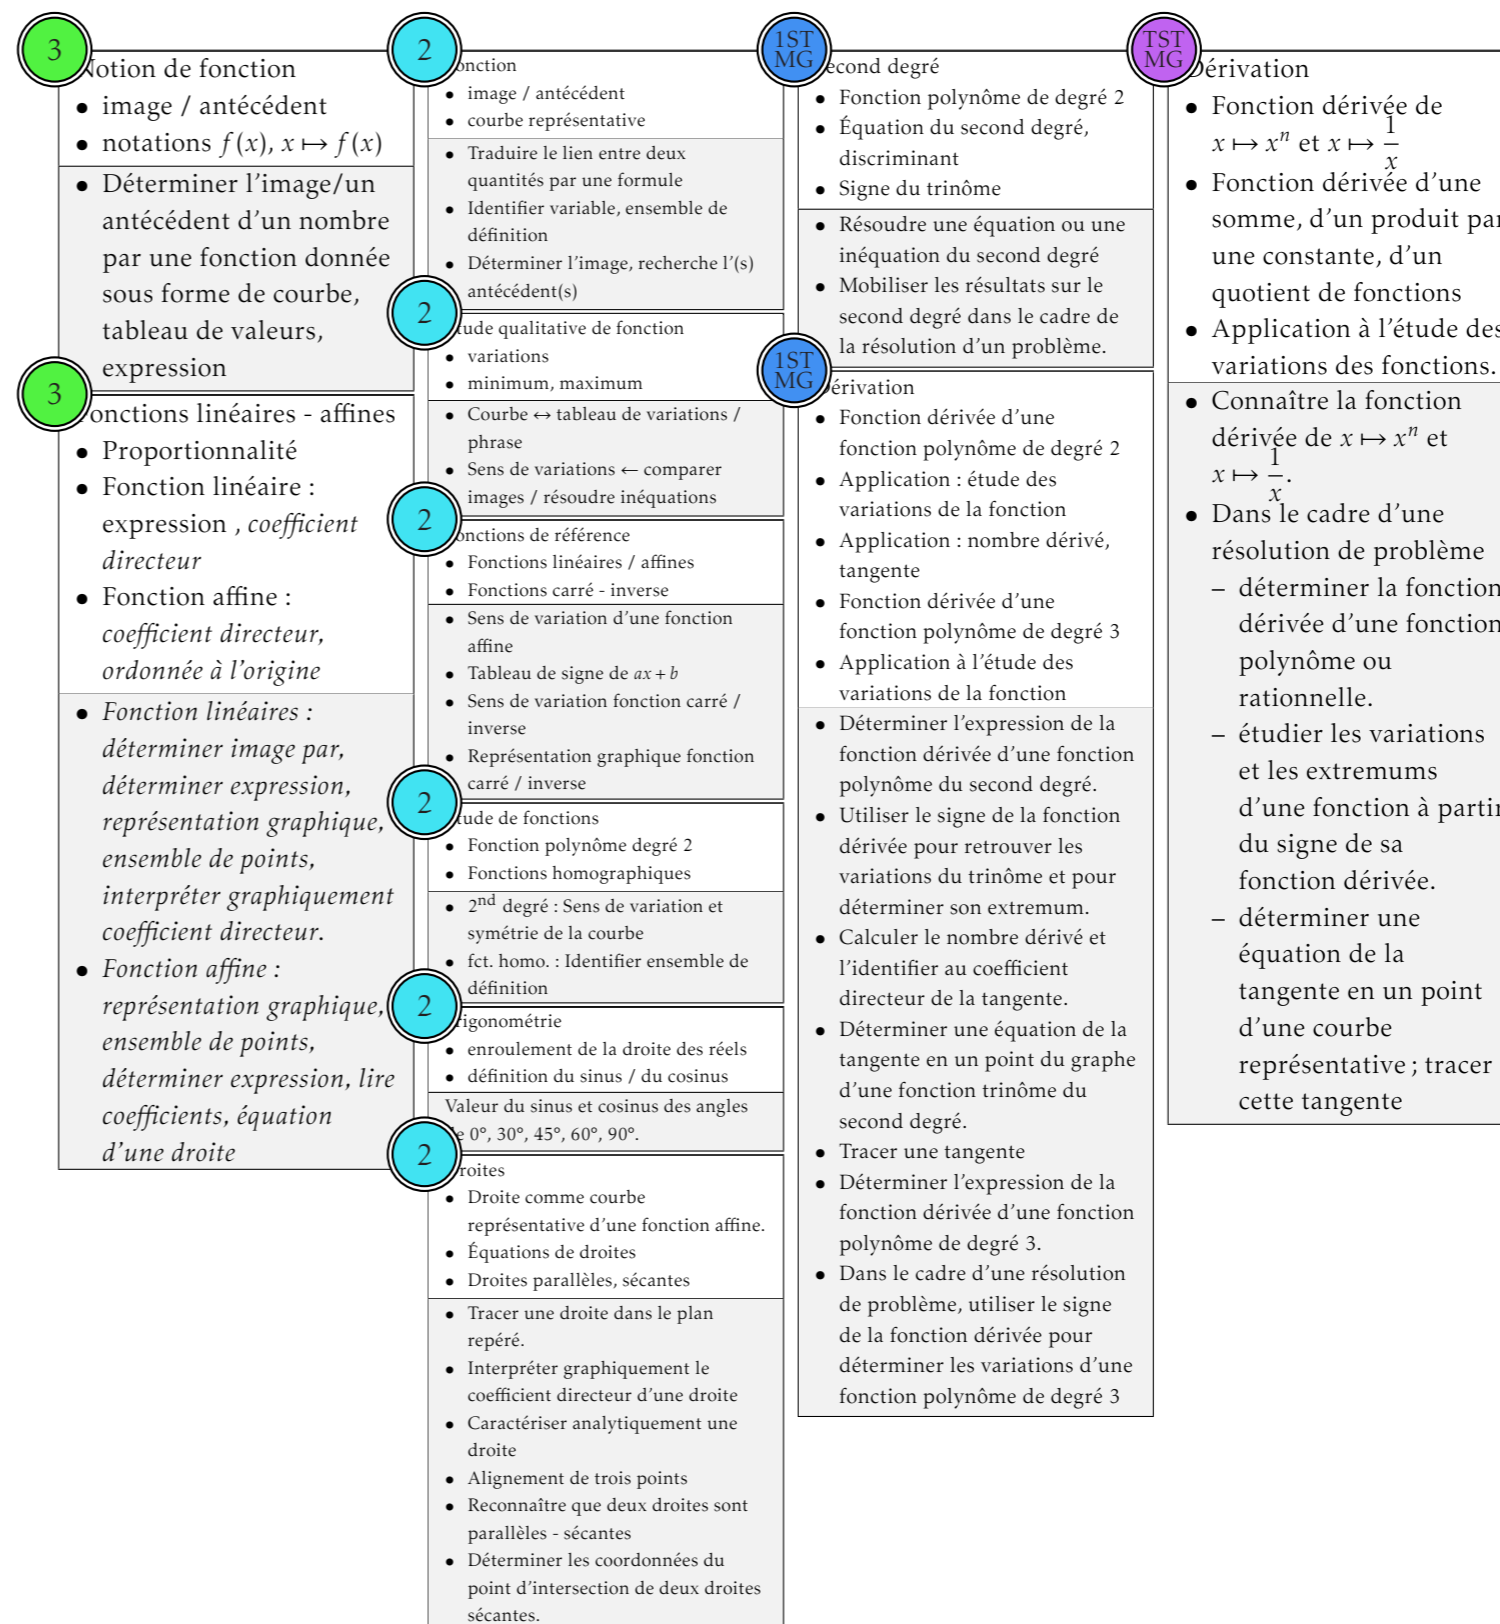 3
Notion de fonction
• image / antécédent
• notations f(x), x ↦ f(x)
• Déterminer l'image/un
antécédent d'un nombre
par une fonction donnée
sous forme de courbe,
tableau de valeurs,
expression
3
Fonctions linéaires - affines
• Proportionnalité
• Fonction linéaire :
expression , coefficient
directeur
• Fonction affine :
coefficient directeur,
ordonnée à l'origine
• Fonction linéaires :
déterminer image par,
déterminer expression,
représentation graphique,
ensemble de points,
interpréter graphiquement
coefficient directeur.
• Fonction affine :
représentation graphique,
ensemble de points,
déterminer expression, lire
coefficients, équation
d'une droite
2
Fonction
• image / antécédent
• courbe représentative
• Traduire le lien entre deux
quantités par une formule
• Identifier variable, ensemble de
définition
• Déterminer l'image, recherche l'(s)
antécédent(s)
2
Étude qualitative de fonction
• variations
• minimum, maximum
• Courbe ↔ tableau de variations /
phrase
• Sens de variations ← comparer
images / résoudre inéquations
2
Fonctions de référence
• Fonctions linéaires / affines
• Fonctions carré - inverse
• Sens de variation d'une fonction
affine
• Tableau de signe de ax + b
• Sens de variation fonction carré /
inverse
• Représentation graphique fonction
carré / inverse
2
Étude de fonctions
• Fonction polynôme degré 2
• Fonctions homographiques
• 2nd degré : Sens de variation et
symétrie de la courbe
• fct. homo. : Identifier ensemble de
définition
2
Trigonométrie
• enroulement de la droite des réels
• définition du sinus / du cosinus
Valeur du sinus et cosinus des angles
de 0°, 30°, 45°, 60°, 90°.
2
Droites
• Droite comme courbe
représentative d'une fonction affine.
• Équations de droites
• Droites parallèles, sécantes
• Tracer une droite dans le plan
repéré.
• Interpréter graphiquement le
coefficient directeur d'une droite
• Caractériser analytiquement une
droite
• Alignement de trois points
• Reconnaître que deux droites sont
parallèles - sécantes
• Déterminer les coordonnées du
point d'intersection de deux droites
sécantes.
1ST
MG
Second degré
• Fonction polynôme de degré 2
• Équation du second degré,
discriminant
• Signe du trinôme
• Résoudre une équation ou une
inéquation du second degré
• Mobiliser les résultats sur le
second degré dans le cadre de
la résolution d'un problème.
1ST
MG
Dérivation
• Fonction dérivée d'une
fonction polynôme de degré 2
• Application : étude des
variations de la fonction
• Application : nombre dérivé,
tangente
• Fonction dérivée d'une
fonction polynôme de degré 3
• Application à l'étude des
variations de la fonction
• Déterminer l'expression de la
fonction dérivée d'une fonction
polynôme du second degré.
• Utiliser le signe de la fonction
dérivée pour retrouver les
variations du trinôme et pour
déterminer son extremum.
• Calculer le nombre dérivé et
l'identifier au coefficient
directeur de la tangente.
• Déterminer une équation de la
tangente en un point du graphe
d'une fonction trinôme du
second degré.
• Tracer une tangente
• Déterminer l'expression de la
fonction dérivée d'une fonction
polynôme de degré 3.
• Dans le cadre d'une résolution
de problème, utiliser le signe
de la fonction dérivée pour
déterminer les variations d'une
fonction polynôme de degré 3
TST
MG
Dérivation
• Fonction dérivée de
x ↦ xⁿ et x ↦ 1/x
• Fonction dérivée d'une
somme, d'un produit par
une constante, d'un
quotient de fonctions
• Application à l'étude des
variations des fonctions.
• Connaître la fonction
dérivée de x ↦ xⁿ et
x ↦ 1/x.
• Dans le cadre d'une
résolution de problème
– déterminer la fonction
dérivée d'une fonction
polynôme ou
rationnelle.
– étudier les variations
et les extremums
d'une fonction à partir
du signe de sa
fonction dérivée.
– déterminer une
équation de la
tangente en un point
d'une courbe
représentative ; tracer
cette tangente